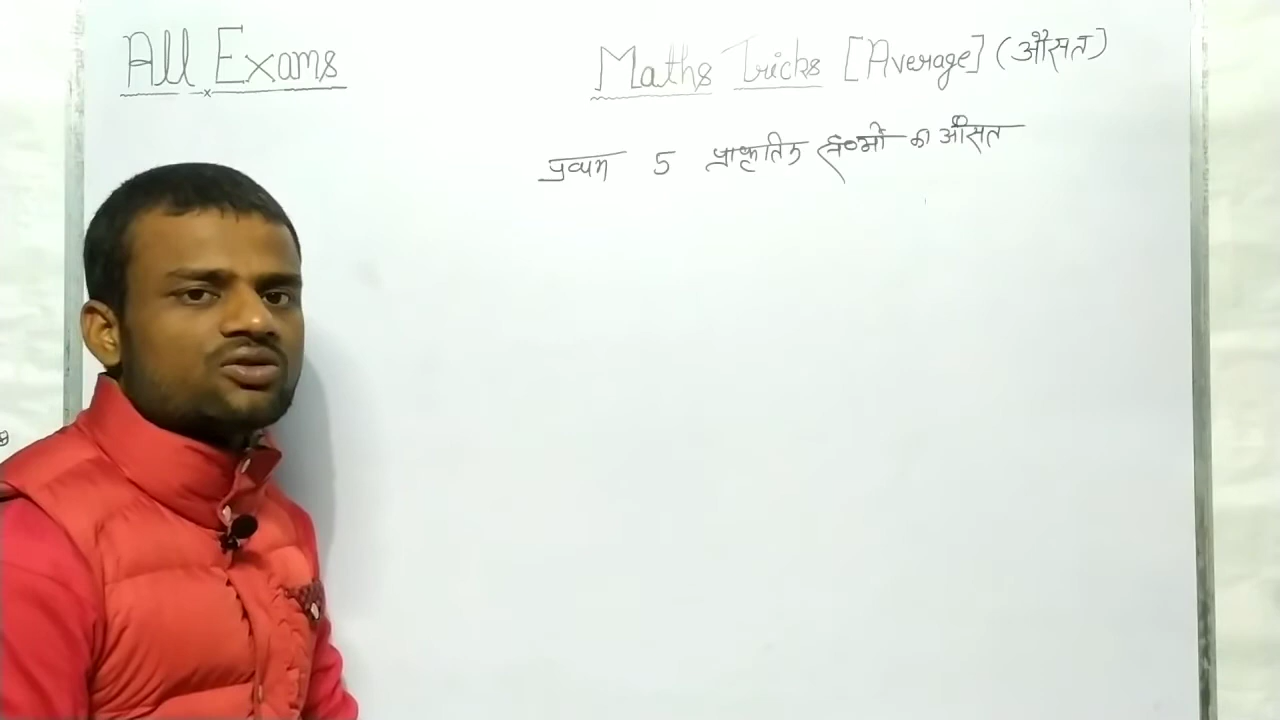 All Exams
Maths Tricks [Average] (औसत)
प्रथम 5 प्राकृतिक संख्याओं का औसत